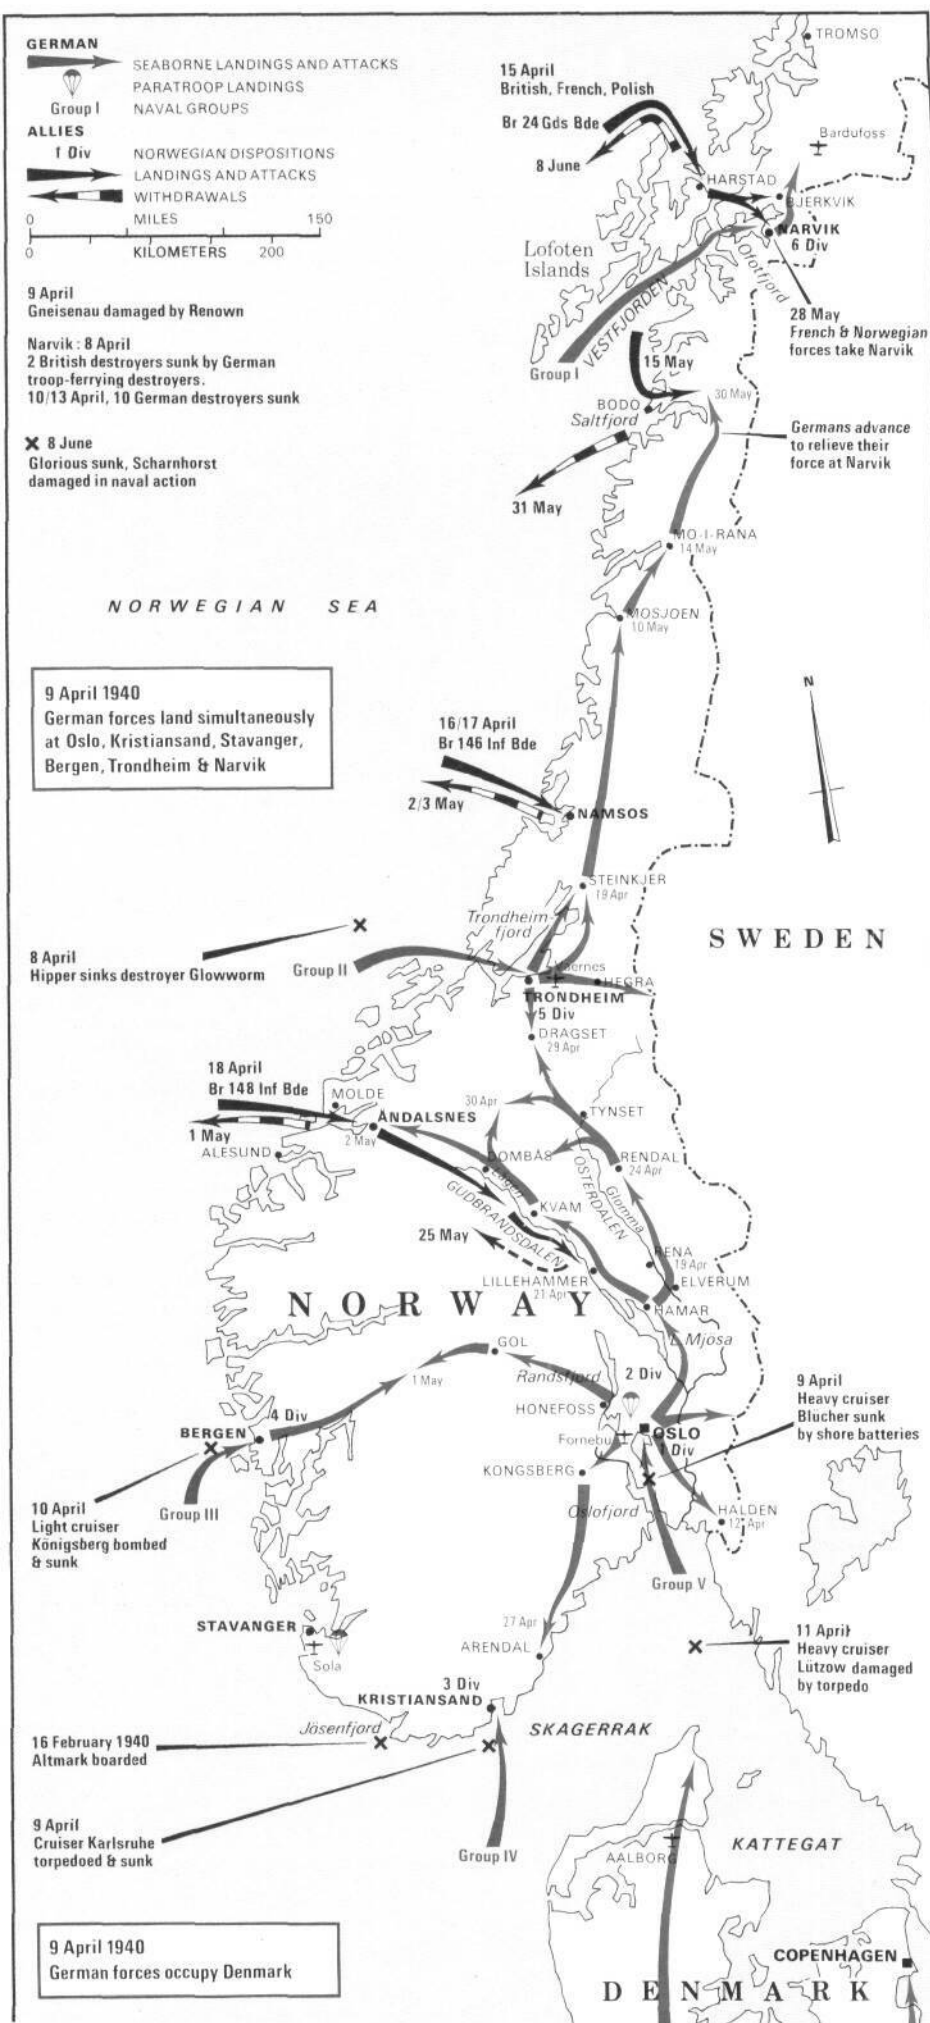 GERMAN
SEABORNE LANDINGS AND ATTACKS
PARATROOP LANDINGS
Group I NAVAL GROUPS
ALLIES
1 Div NORWEGIAN DISPOSITIONS
LANDINGS AND ATTACKS
WITHDRAWALS
0 MILES 150
0 KILOMETERS 200
9 April
Gneisenau damaged by Renown
Narvik : 8 April
2 British destroyers sunk by German
troop-ferrying destroyers.
10/13 April, 10 German destroyers sunk
8 June
Glorious sunk, Scharnhorst
damaged in naval action
TROMSO
15 April
British, French, Polish
Br 24 Gds Bde
8 June
Bardufoss
HARSTAD
BJERKVIK
NARVIK
6 Div
Ofotfjord
Lofoten
Islands
VESTFJORDEN
Group I
28 May
French & Norwegian
forces take Narvik
15 May
30 May
BODO
Saltfjord
Germans advance
to relieve their
force at Narvik
31 May
MO-I-RANA
14 May
MOSJOEN
10 May
NORWEGIAN SEA
9 April 1940
German forces land simultaneously
at Oslo, Kristiansand, Stavanger,
Bergen, Trondheim & Narvik
N
16/17 April
Br 146 Inf Bde
2/3 May
NAMSOS
STEINKJER
19 Apr
Trondheim-
fjord
SWEDEN
8 April
Hipper sinks destroyer Glowworm
Group II
Vaernes
HEGRA
TRONDHEIM
5 Div
DRAGSET
29 Apr
18 April
Br 148 Inf Bde
MOLDE
ÅNDALSNES
2 May
1 May
ALESUND
30 Apr
TYNSET
DOMBÅS
RENDAL
24 Apr
Lågen
ÖSTERDALEN
Glomma
KVAM
GUDBRANDSDALEN
25 May
RENA
19 Apr
LILLEHAMMER
21 Apr
ELVERUM
HAMAR
NORWAY
L. Mjösa
GOL
1 May
Randsfjord
2 Div
HONEFOSS
9 April
Heavy cruiser
Blücher sunk
by shore batteries
4 Div
BERGEN
Fornebu
OSLO
1 Div
KONGSBERG
10 April
Light cruiser
Königsberg bombed
& sunk
Group III
Oslofjord
HALDEN
12 Apr
Group V
STAVANGER
Sola
27 Apr
ARENDAL
11 April
Heavy cruiser
Lützow damaged
by torpedo
3 Div
KRISTIANSAND
Jösenfjord
SKAGERRAK
16 February 1940
Altmark boarded
9 April
Cruiser Karlsruhe
torpedoed & sunk
Group IV
KATTEGAT
AALBORG
9 April 1940
German forces occupy Denmark
COPENHAGEN
DENMARK